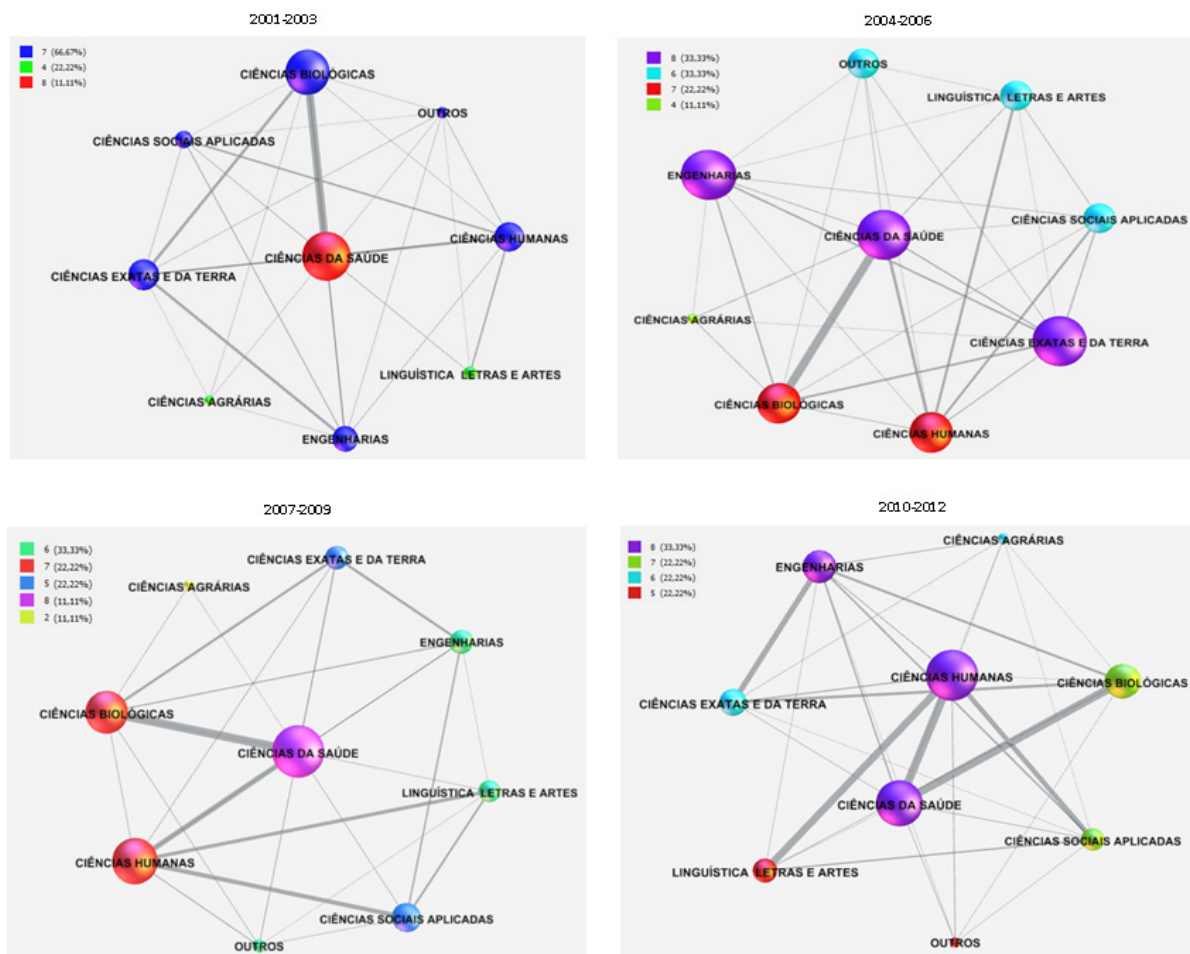 2001-2003
7 (66,67%)
4 (22,22%)
8 (11,11%)
CIÊNCIAS BIOLÓGICAS
OUTROS
CIÊNCIAS SOCIAIS APLICADAS
CIÊNCIAS HUMANAS
CIÊNCIAS DA SAÚDE
CIÊNCIAS EXATAS E DA TERRA
LINGUÍSTICA LETRAS E ARTES
CIÊNCIAS AGRÁRIAS
ENGENHARIAS
2004-2006
8 (33,33%)
6 (33,33%)
7 (22,22%)
4 (11,11%)
OUTROS
LINGUÍSTICA LETRAS E ARTES
ENGENHARIAS
CIÊNCIAS SOCIAIS APLICADAS
CIÊNCIAS DA SAÚDE
CIÊNCIAS AGRÁRIAS
CIÊNCIAS EXATAS E DA TERRA
CIÊNCIAS BIOLÓGICAS
CIÊNCIAS HUMANAS
2007-2009
6 (33,33%)
7 (22,22%)
5 (22,22%)
8 (11,11%)
2 (11,11%)
CIÊNCIAS EXATAS E DA TERRA
CIÊNCIAS AGRÁRIAS
ENGENHARIAS
CIÊNCIAS BIOLÓGICAS
CIÊNCIAS DA SAÚDE
LINGUÍSTICA LETRAS E ARTES
CIÊNCIAS HUMANAS
CIÊNCIAS SOCIAIS APLICADAS
OUTROS
2010-2012
8 (33,33%)
7 (22,22%)
6 (22,22%)
5 (22,22%)
CIÊNCIAS AGRÁRIAS
ENGENHARIAS
CIÊNCIAS HUMANAS
CIÊNCIAS BIOLÓGICAS
CIÊNCIAS EXATAS E DA TERRA
CIÊNCIAS DA SAÚDE
CIÊNCIAS SOCIAIS APLICADAS
LINGUÍSTICA LETRAS E ARTES
OUTROS